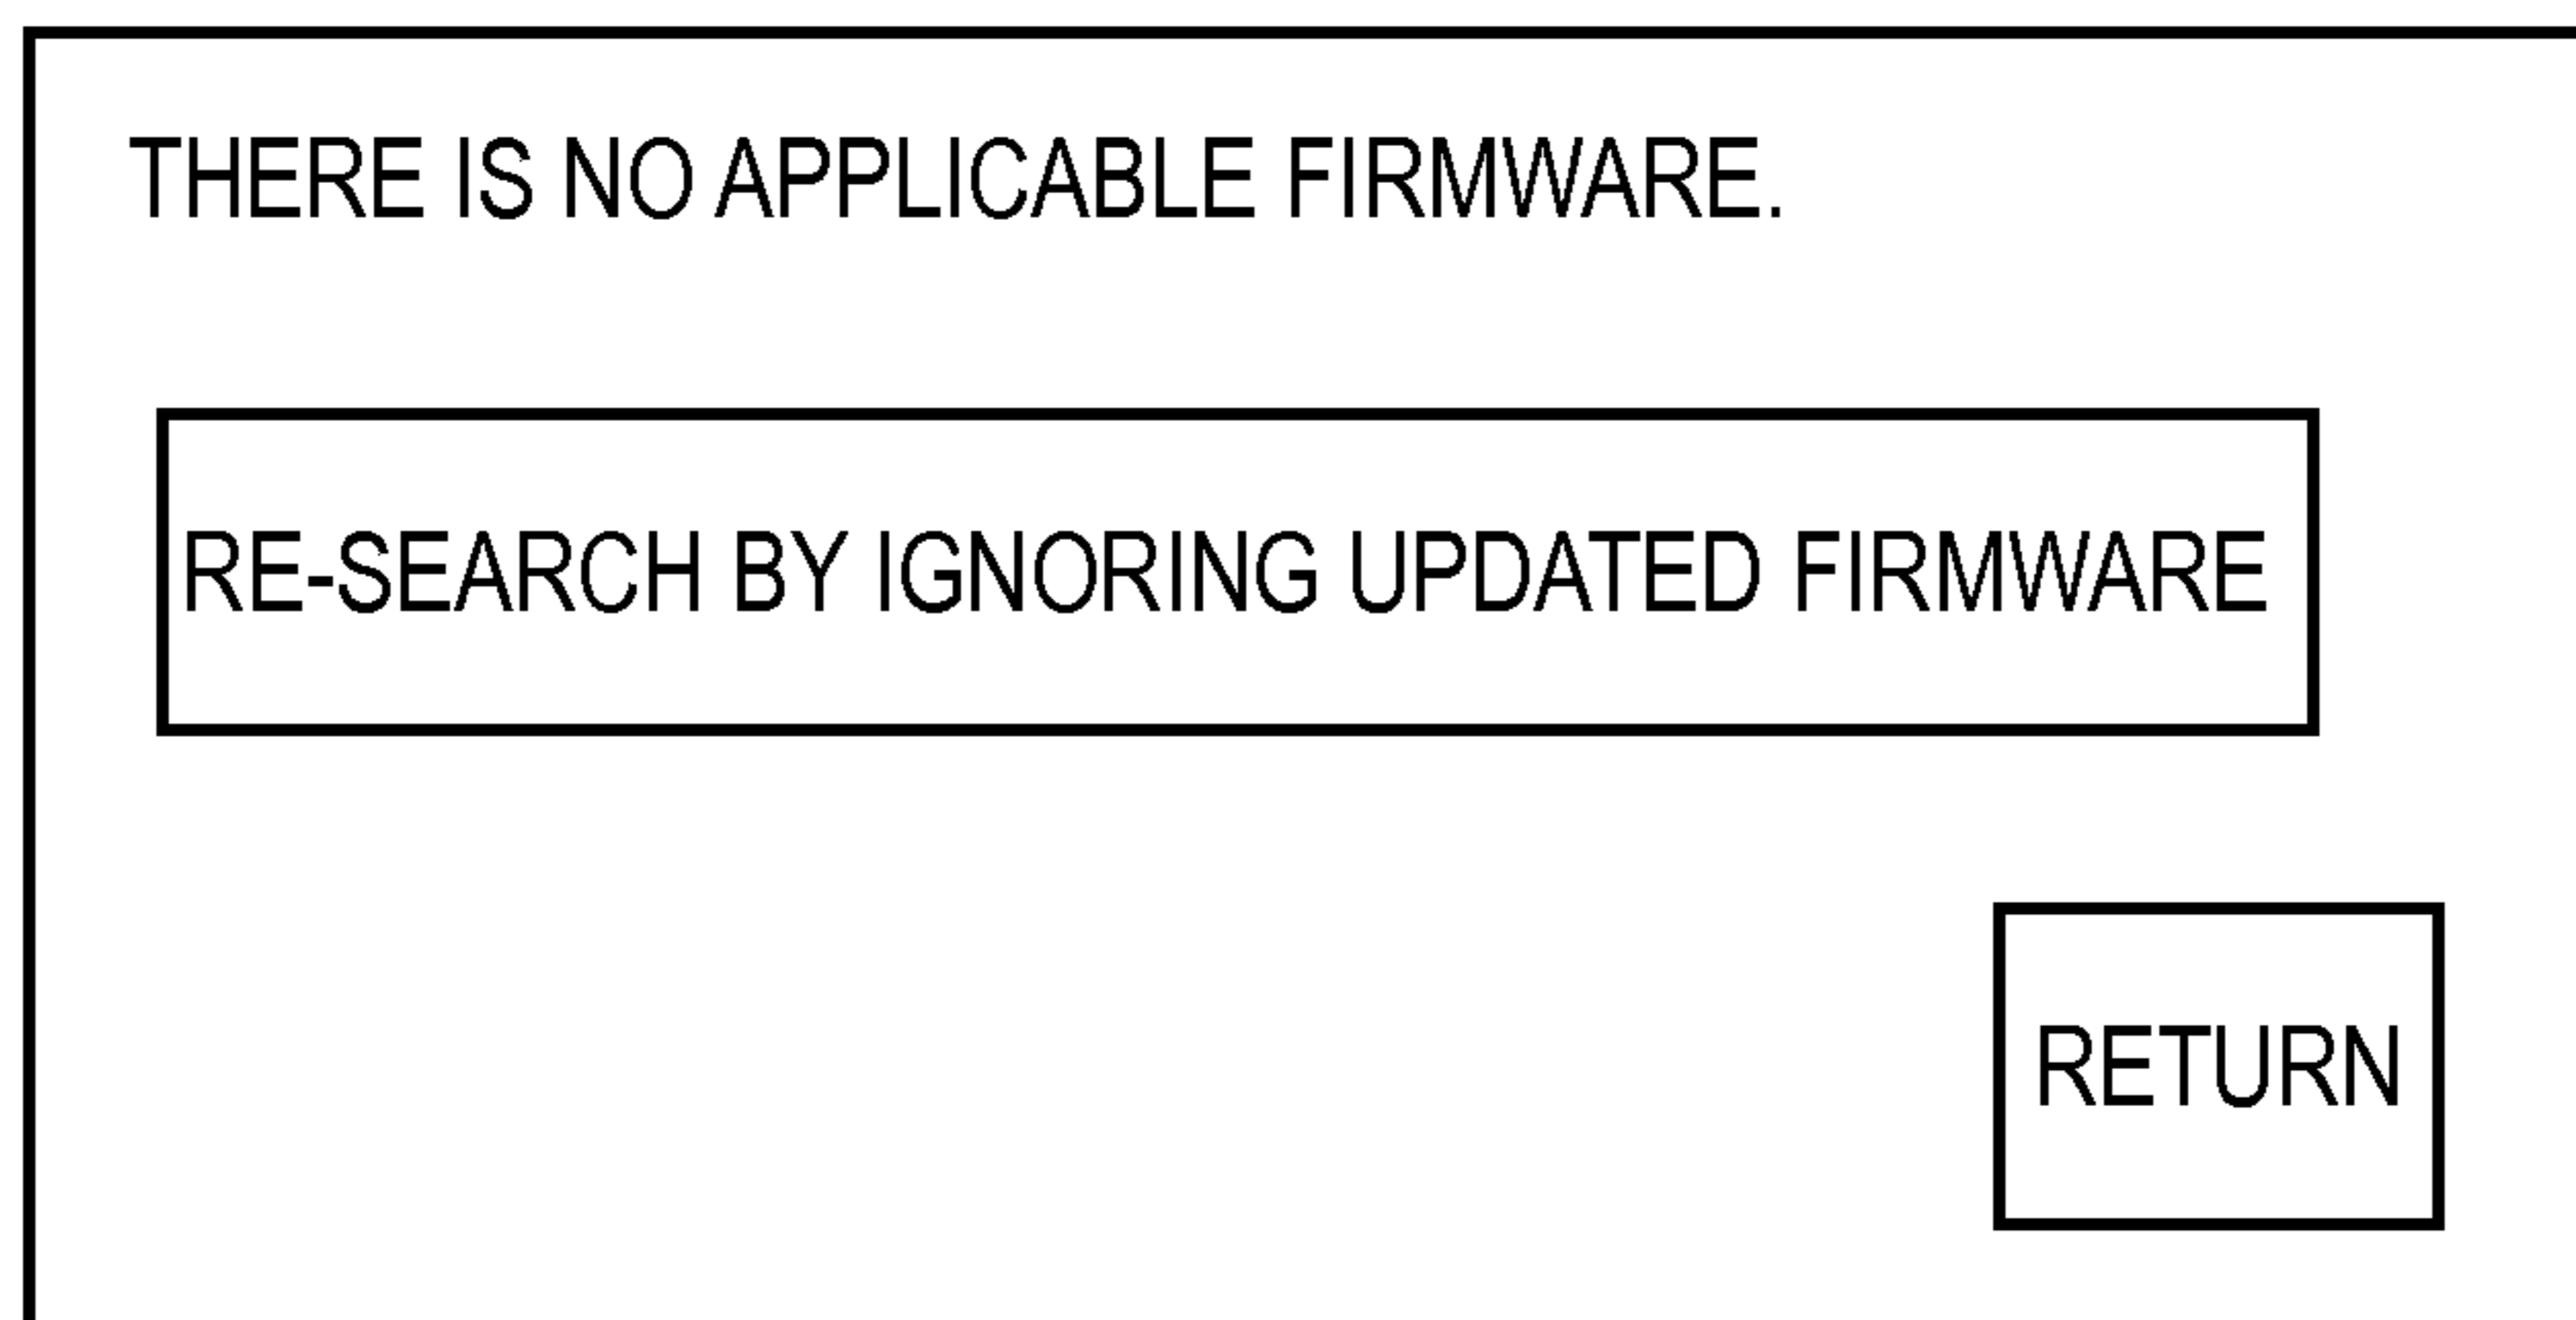 THERE IS NO APPLICABLE FIRMWARE.
RE-SEARCH BY IGNORING UPDATED FIRMWARE
RETURN